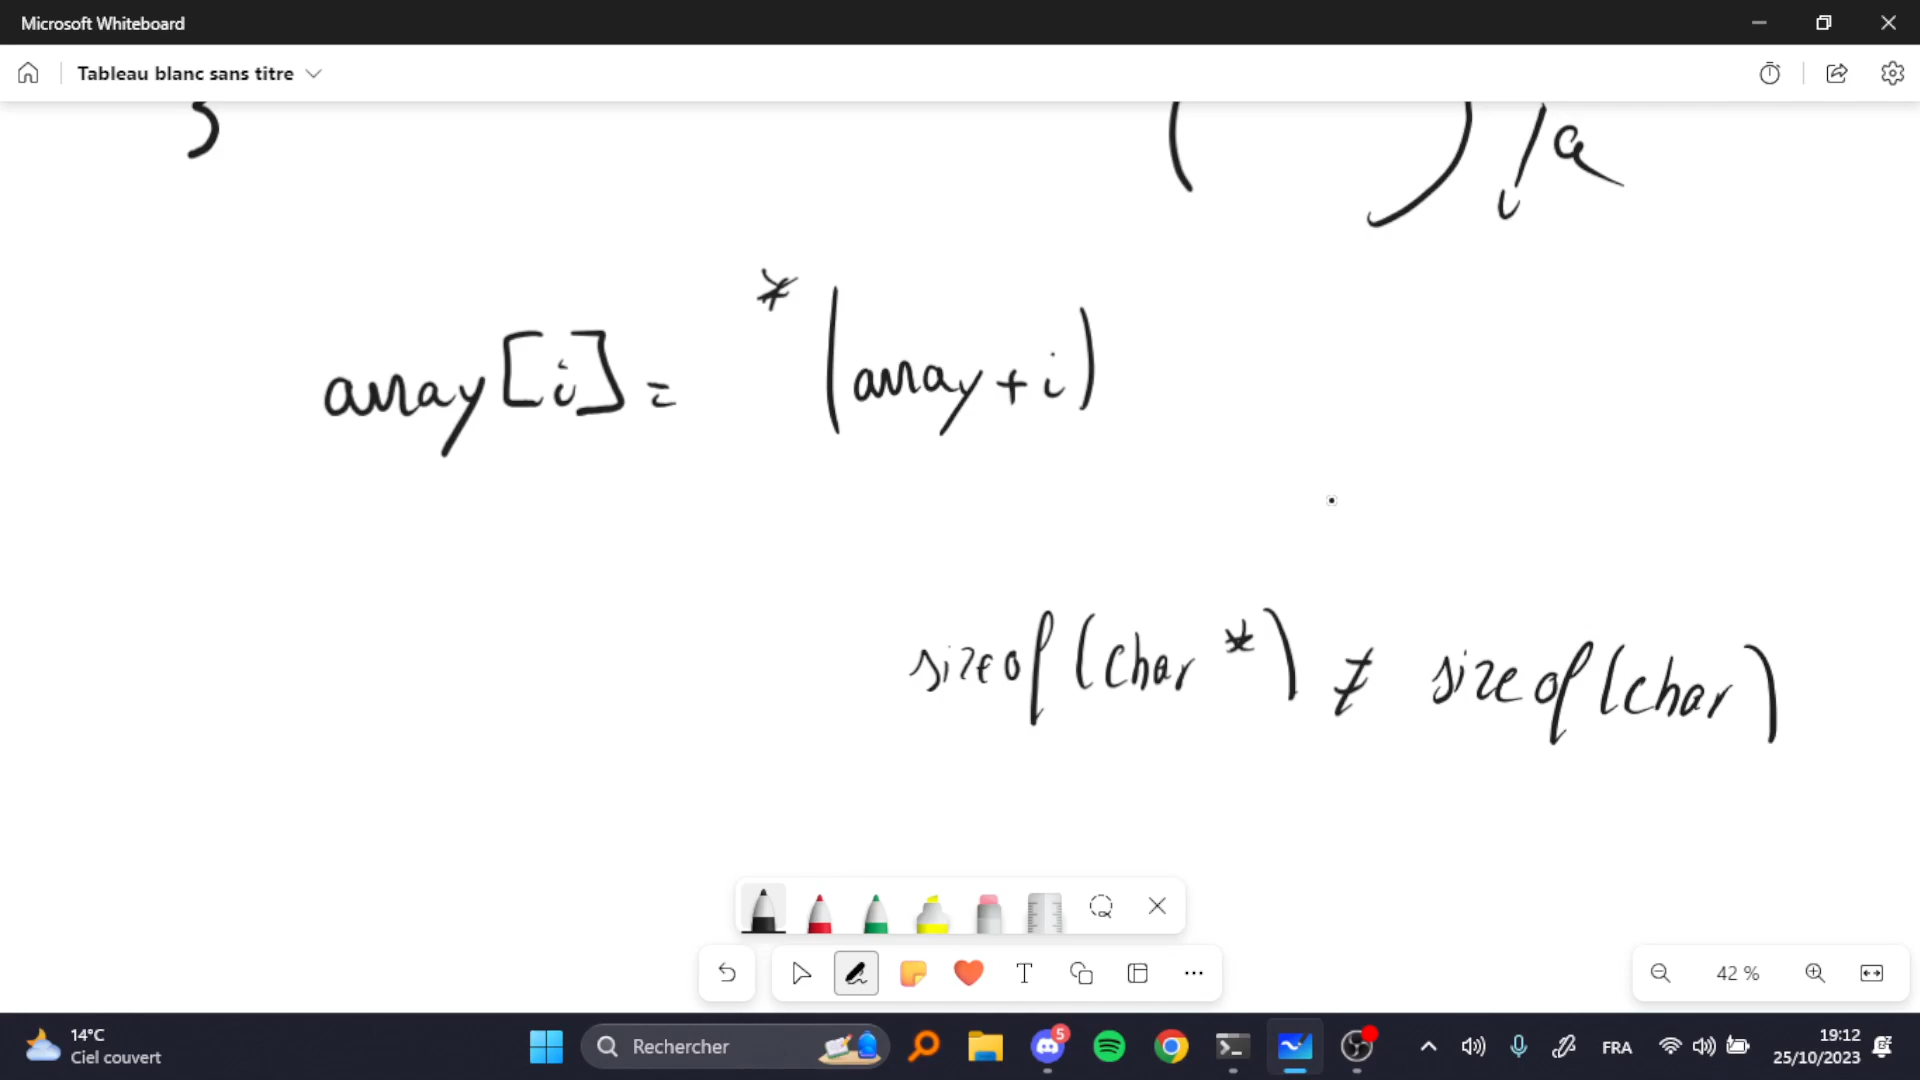 Microsoft Whiteboard
Tableau blanc sans titre
array[i] = *(array+i)
sizeof(char *) ≠ sizeof(char)
42 %
14°C
Ciel couvert
Rechercher
5
FRA
19:12
25/10/2023